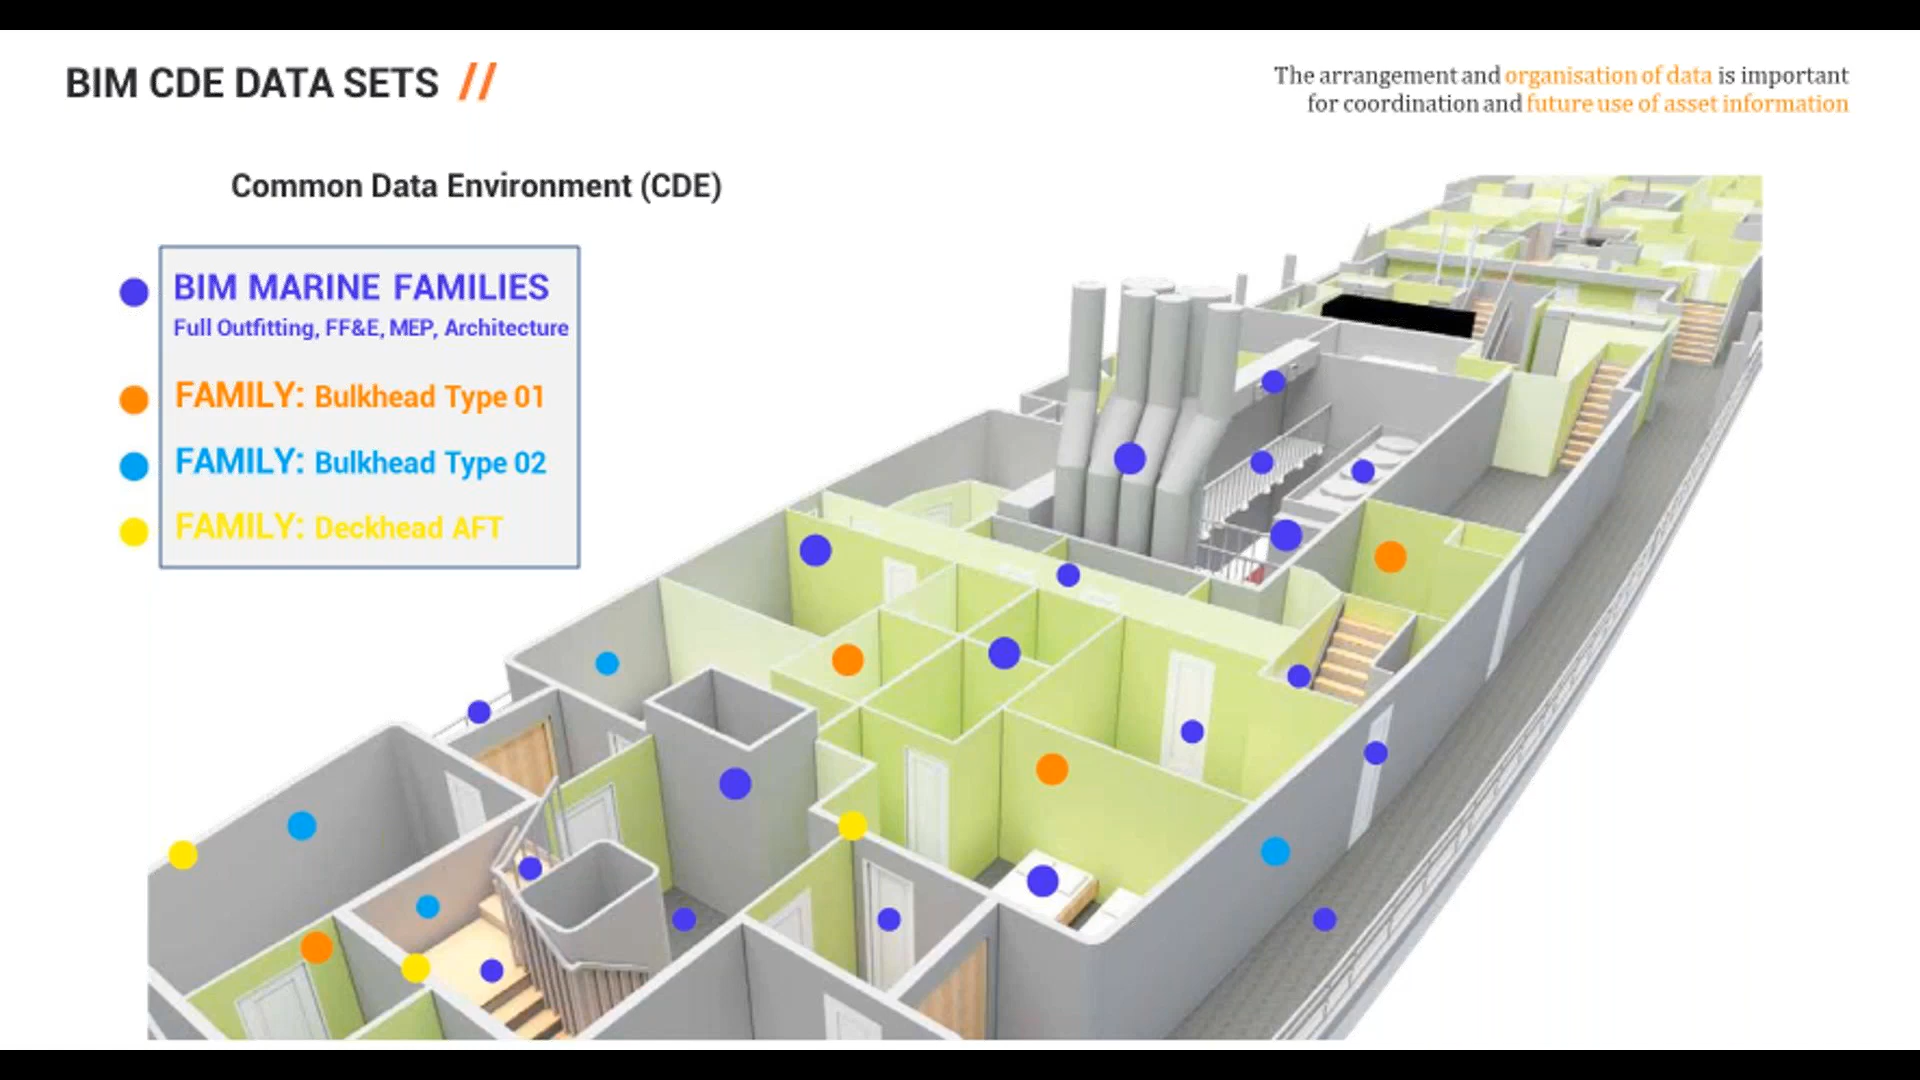 BIM CDE DATA SETS //
The arrangement and organisation of data is important
for coordination and future use of asset information
Common Data Environment (CDE)
BIM MARINE FAMILIES
Full Outfitting, FF&E, MEP, Architecture
FAMILY: Bulkhead Type 01
FAMILY: Bulkhead Type 02
FAMILY: Deckhead AFT